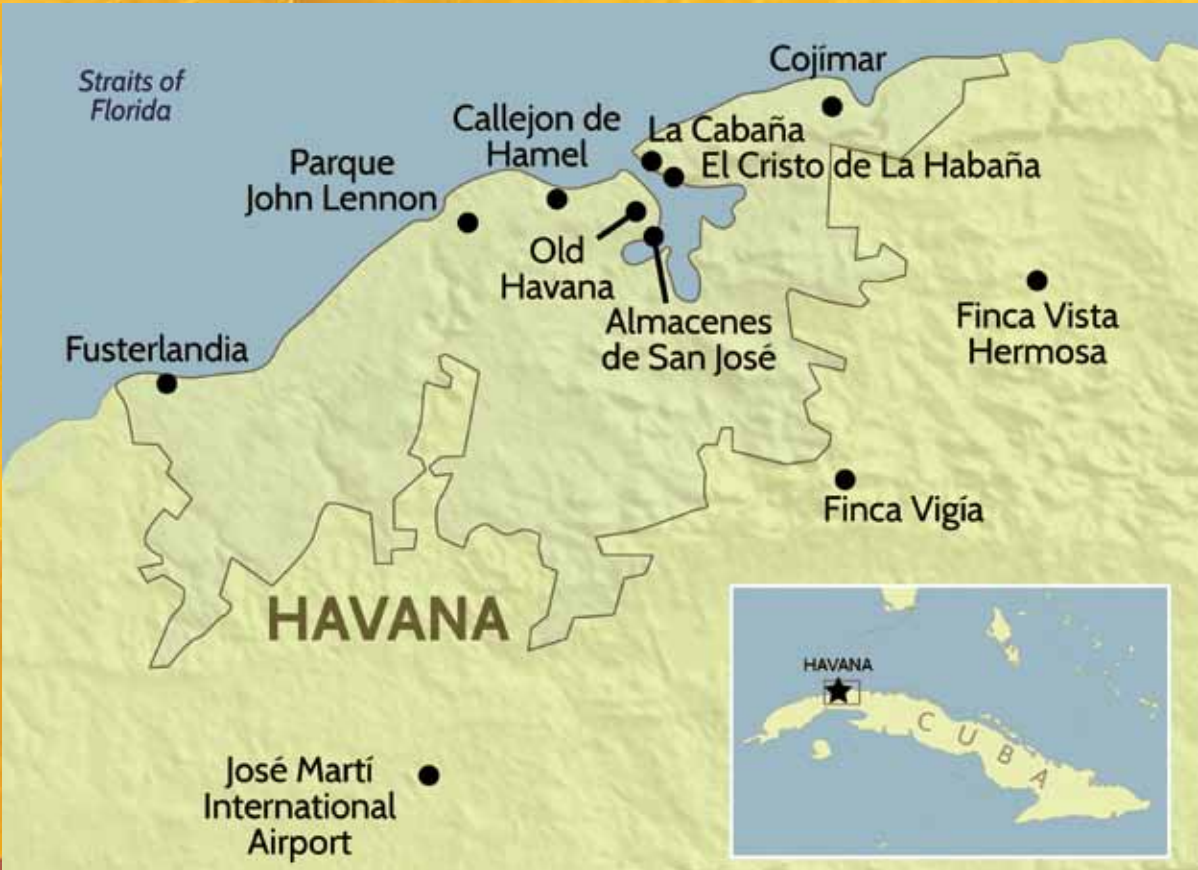 Straits of
Florida
Cojímar
Callejon de
Hamel
La Cabaña
El Cristo de La Habaña
Parque
John Lennon
Old
Havana
Almacenes
de San José
Finca Vista
Hermosa
Fusterlandia
Finca Vigía
HAVANA
José Martí
International
Airport
HAVANA
CUBA